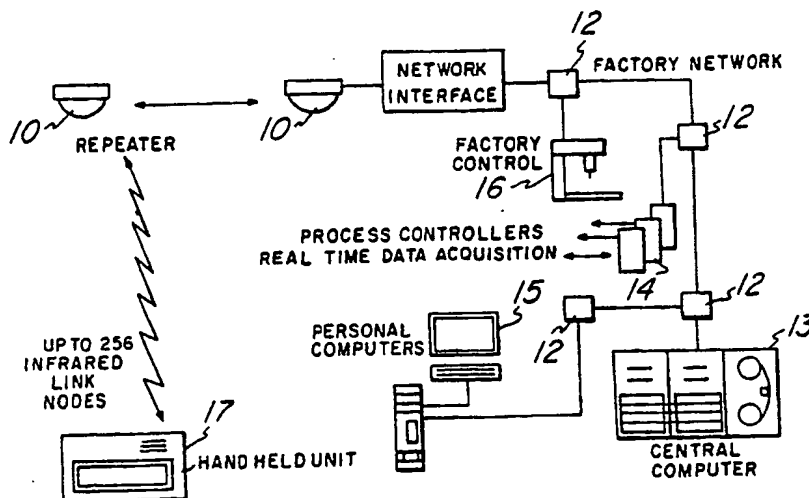 12
NETWORK
INTERFACE
FACTORY NETWORK
10
10
REPEATER
12
FACTORY
CONTROL
16
PROCESS CONTROLLERS
REAL TIME DATA ACQUISITION
14
12
15
12
PERSONAL
COMPUTERS
13
UP TO 256
INFRARED
LINK
NODES
17
HAND HELD UNIT
CENTRAL
COMPUTER